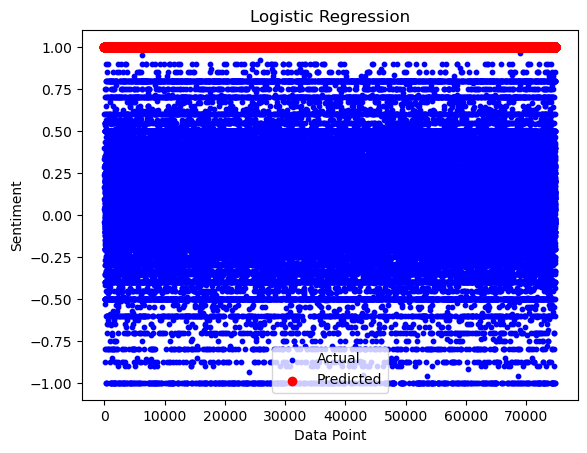 Logistic Regression
1.00
0.75
0.50
0.25
0.00
−0.25
−0.50
−0.75
−1.00
Sentiment
Actual
Predicted
0 10000 20000 30000 40000 50000 60000 70000
Data Point